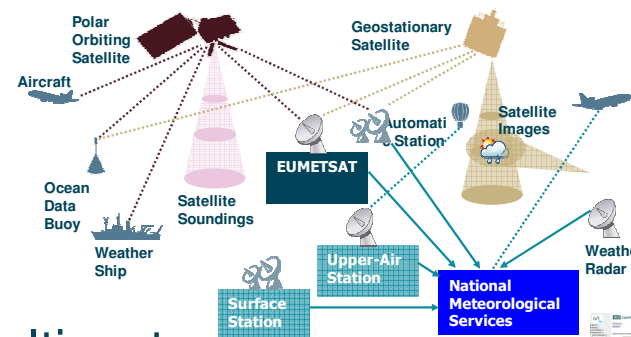 Polar
Orbiting
Satellite
Geostationary
Satellite
Aircraft
Automati
c Station
Satellite
Images
EUMETSAT
Ocean
Data
Buoy
Satellite
Soundings
Weather
Ship
Upper-Air
Station
Weathe
Radar
National
Meteorological
Services
Surface
Station